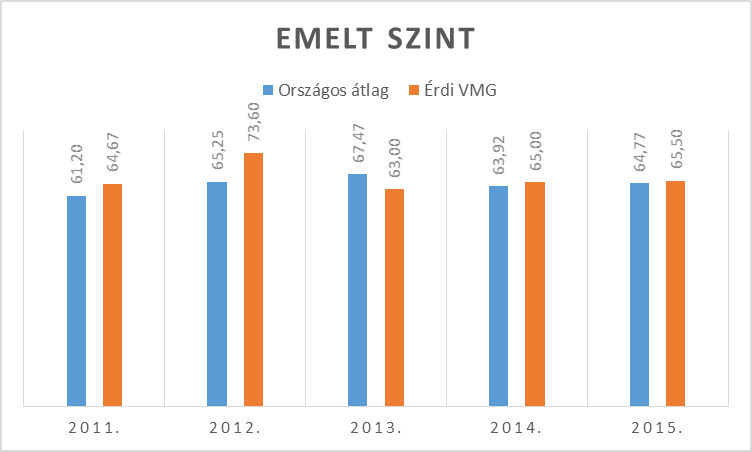 EMELT SZINT
Országos átlag Érdi VMG
61,20 64,67 65,25 73,60 67,47 63,00 63,92 65,00 64,77 65,50
2011. 2012. 2013. 2014. 2015.